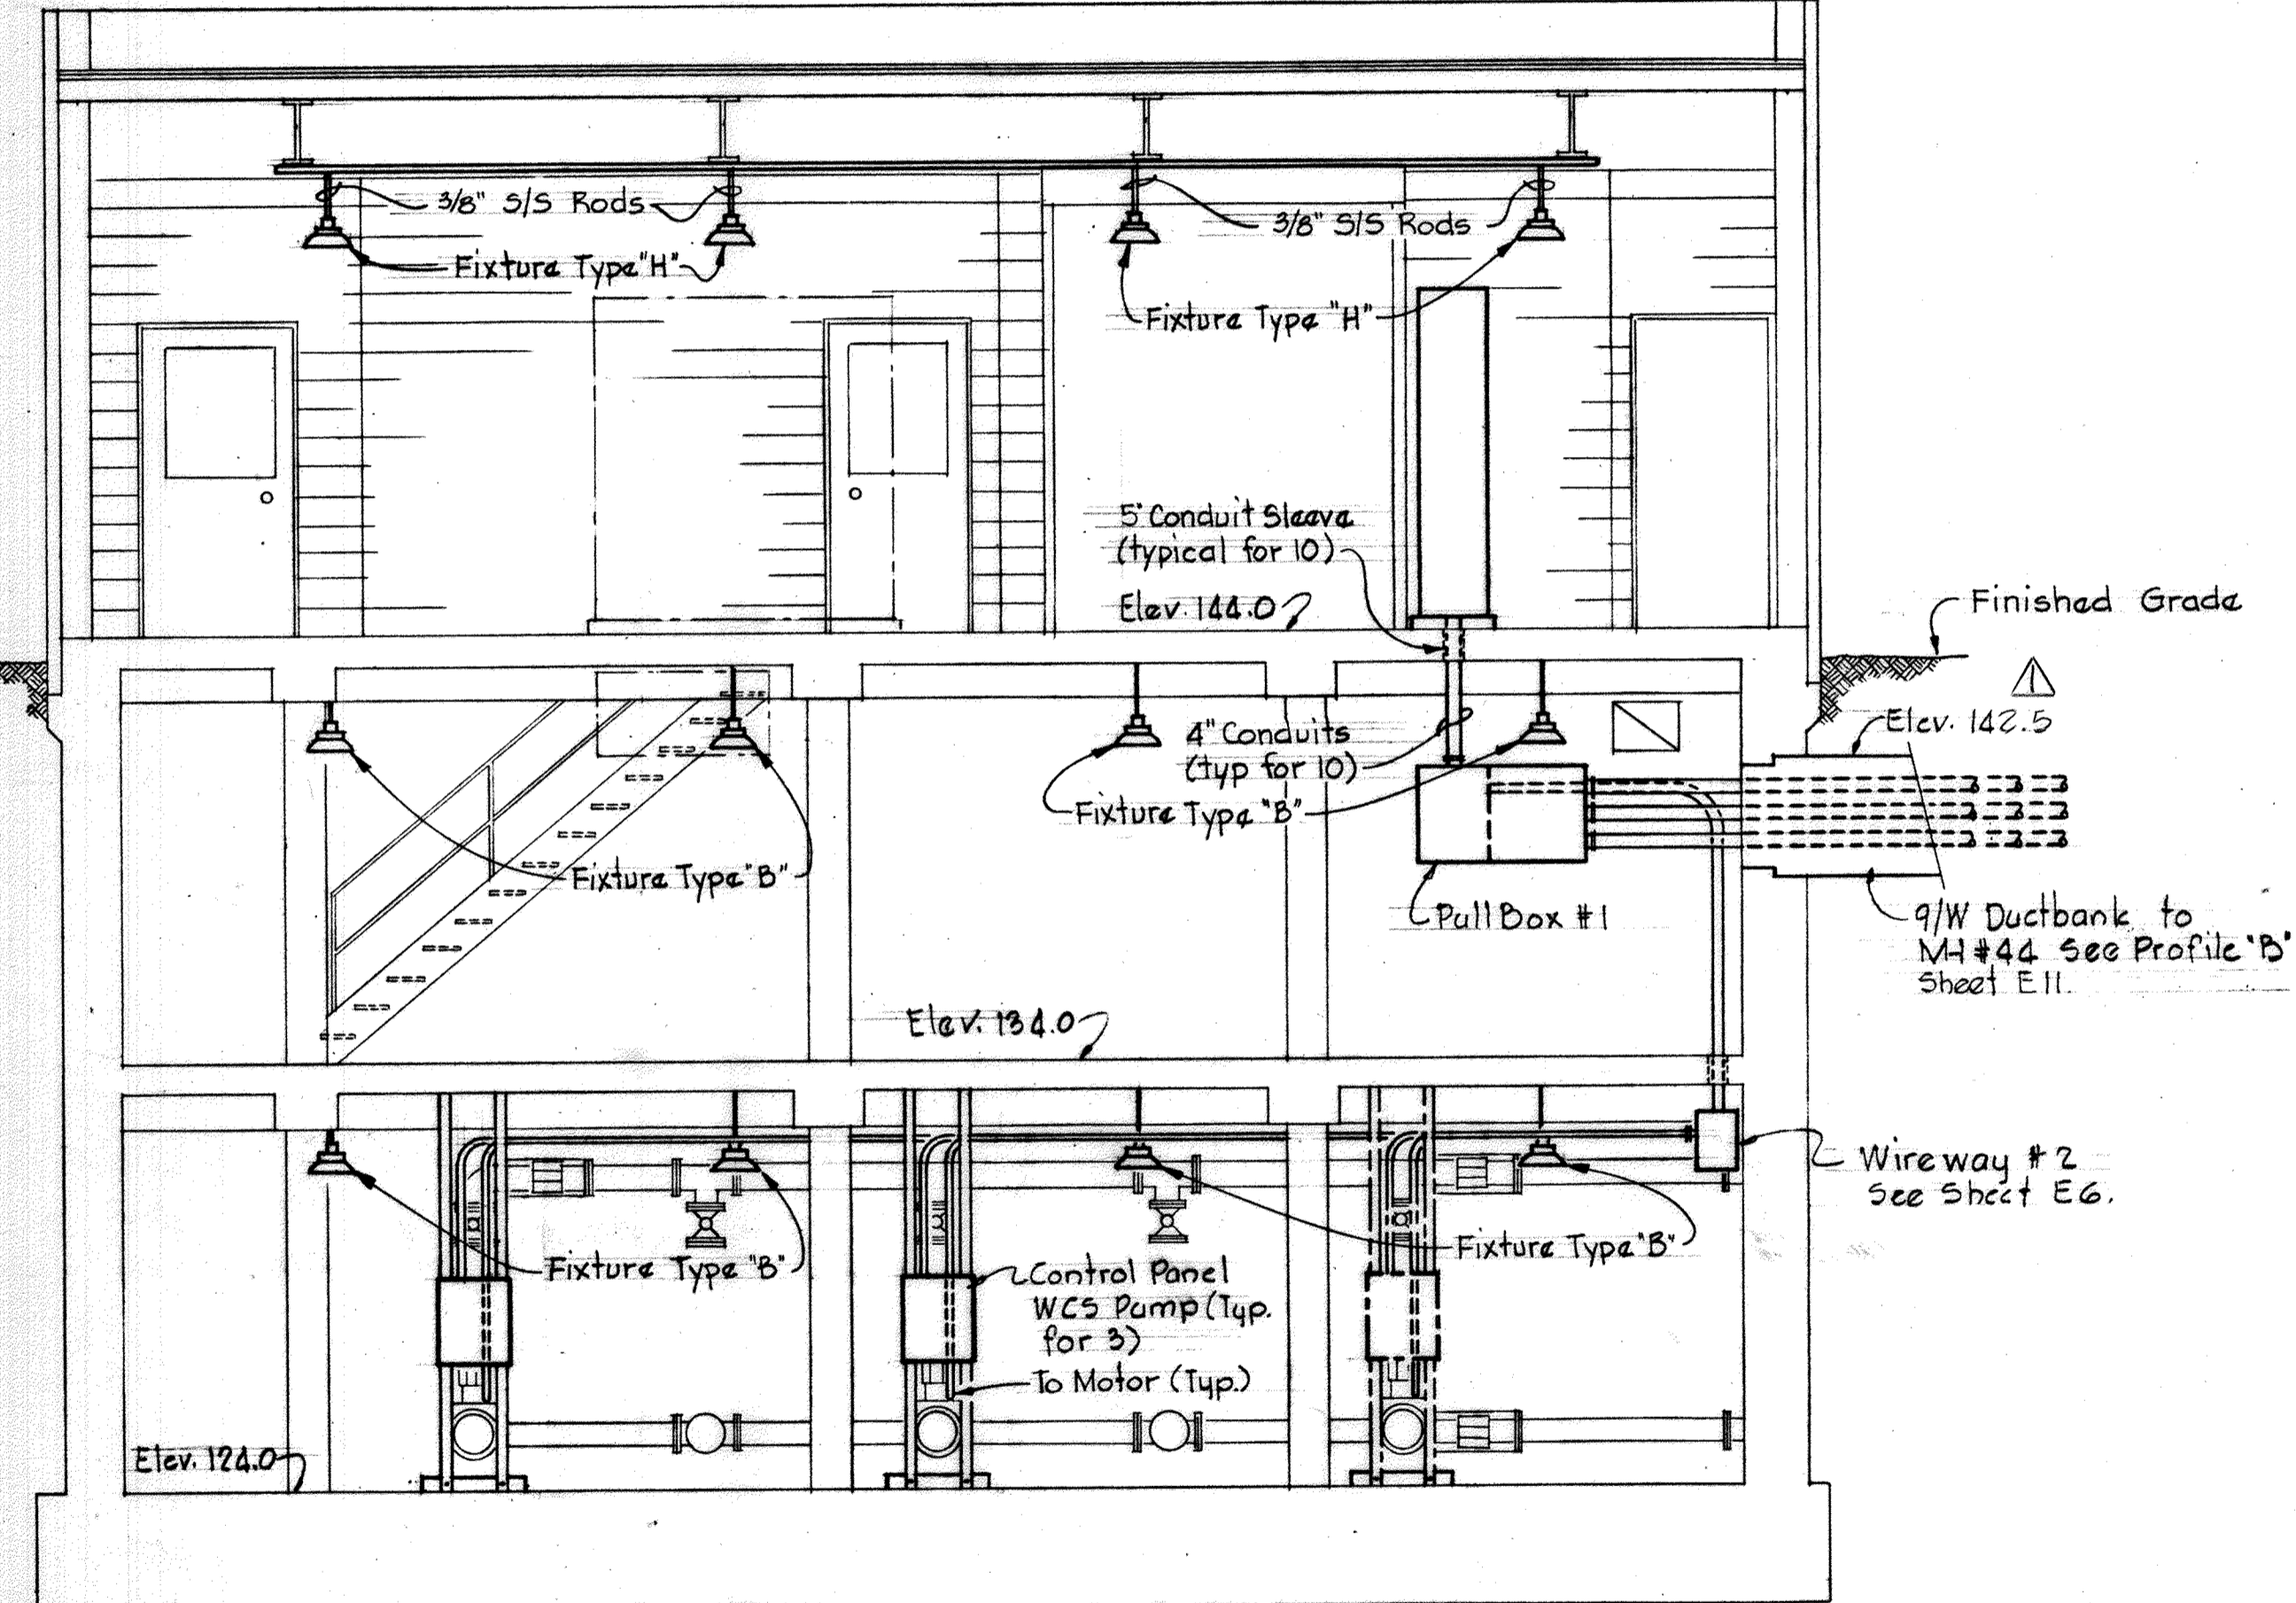 3/8" S/S Rods
3/8" S/S Rods
Fixture Type "H"
Fixture Type "H"
5" Conduit Sleeve
(typical for 10)
Elev. 144.0
Finished Grade
1
Elev. 142.5
4" Conduits
(typ for 10)
Fixture Type "B"
Fixture Type "B"
Pull Box #1
9/W Ductbank to
MH #44 See Profile "B"
Sheet E11.
Elev. 134.0
Wireway #2
See Sheet E6.
Fixture Type "B"
Fixture Type "B"
Control Panel
WCS Pump (Typ.
for 3)
To Motor (Typ.)
Elev. 124.0